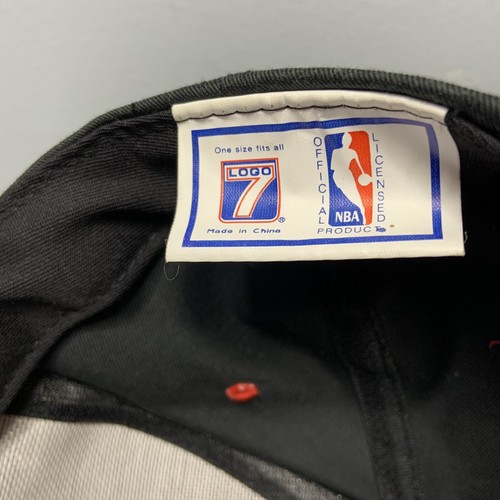 One size fits all
LOGO
7
®
Made in China
OFFICIAL
LICENSED
NBA
PRODUCT